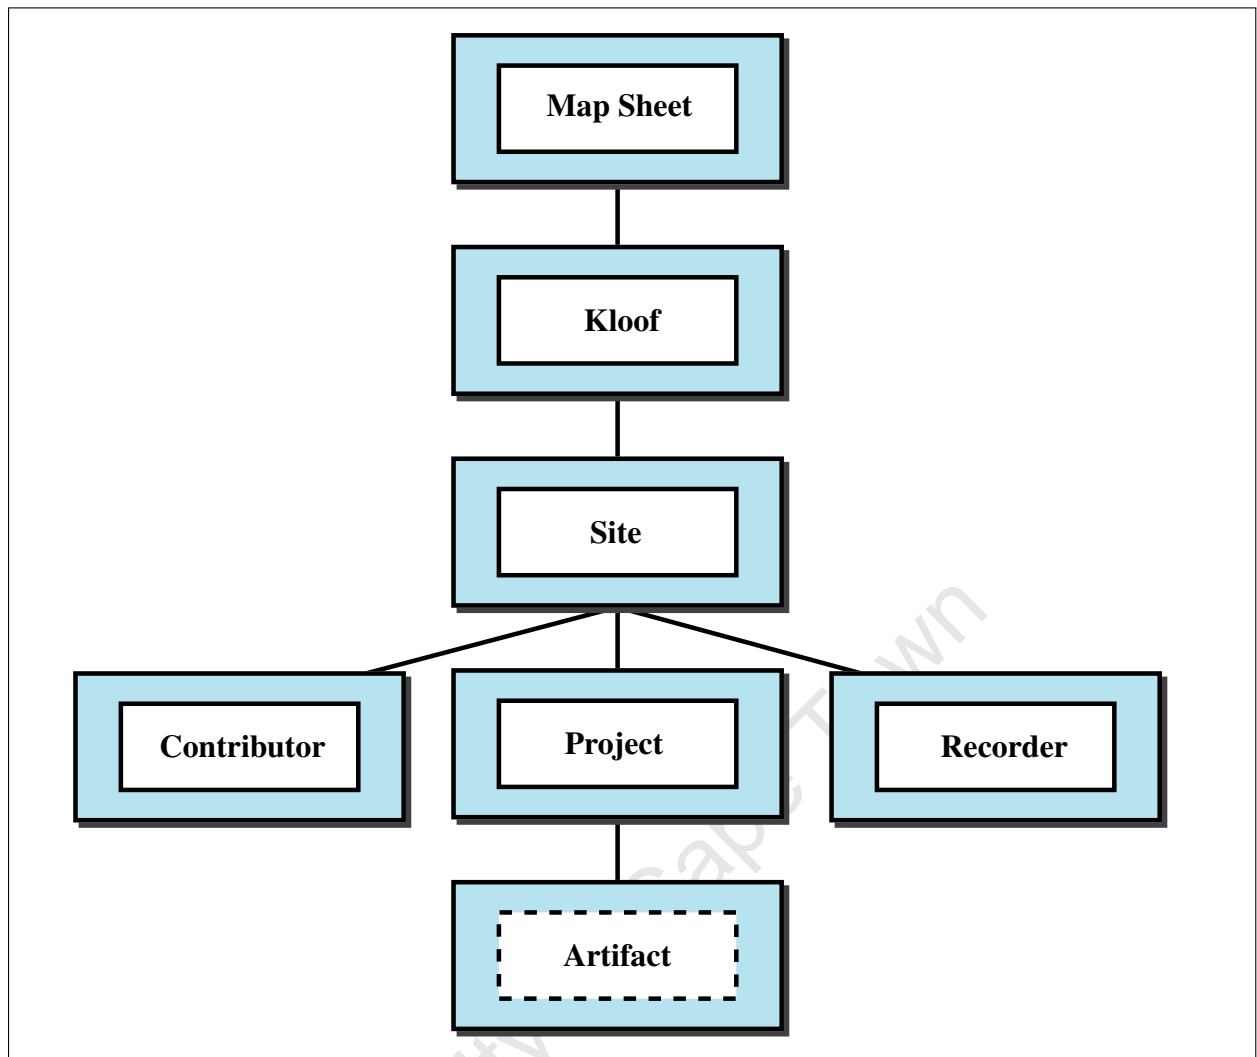 Map Sheet
Kloof
Site
Contributor
Project
Recorder
Artifact